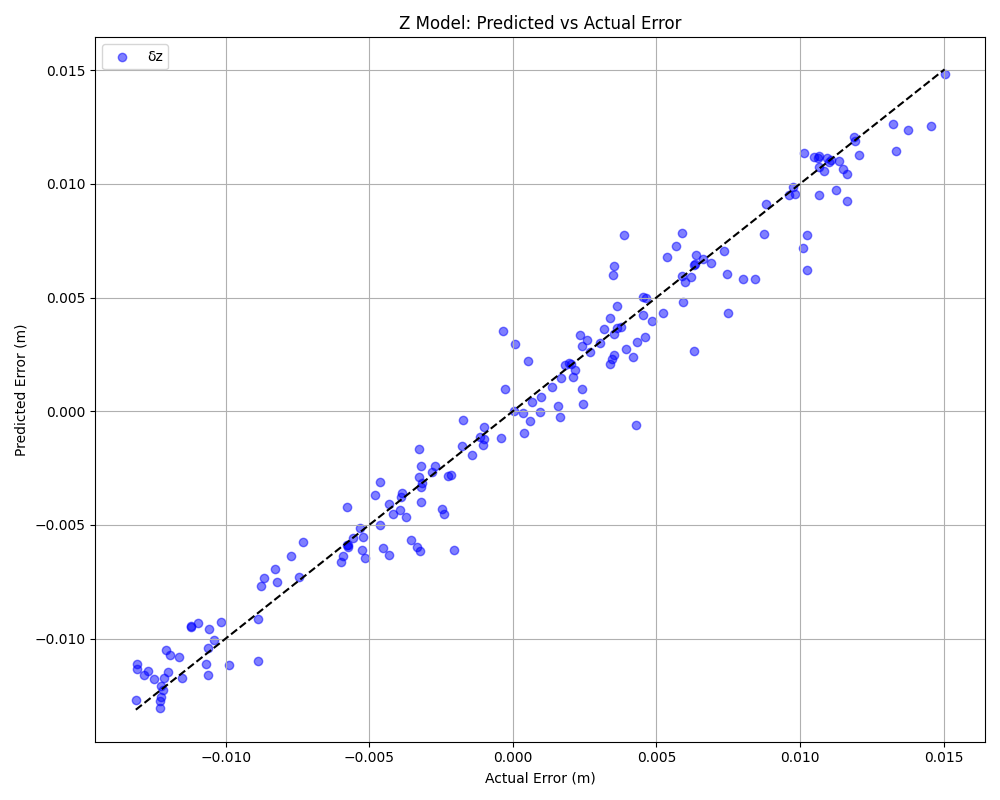 Z Model: Predicted vs Actual Error
δz
0.015
0.010
0.005
0.000
−0.005
−0.010
Predicted Error (m)
−0.010 −0.005 0.000 0.005 0.010 0.015
Actual Error (m)